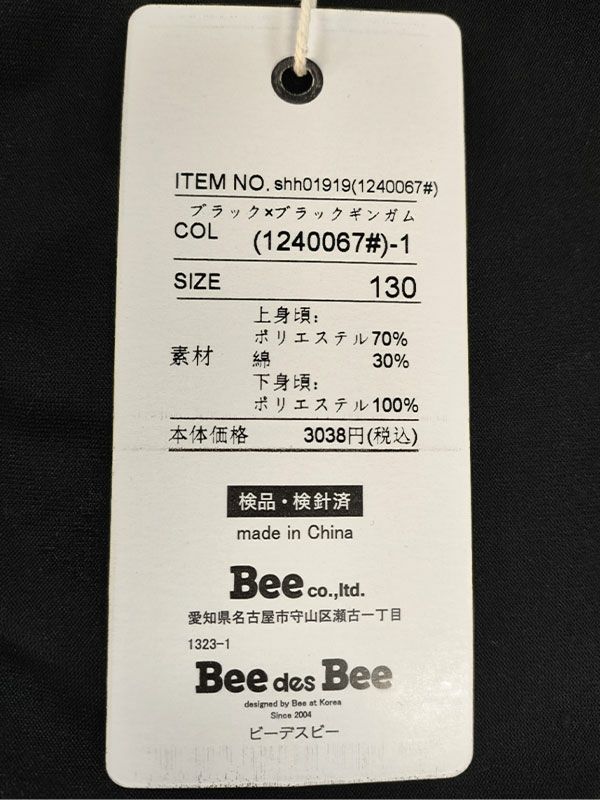 ITEM NO. shh01919(1240067#)
ブラック×ブラックギンガム
COL (1240067#)-1
SIZE 130
上身頃:
ポリエステル70%
素材 綿 30%
下身頃:
ポリエステル100%
本体価格 3038円(税込)
検品・検針済
made in China
Bee co.,ltd.
愛知県名古屋市守山区瀬古一丁目
1323-1
Bee des Bee
designed by Bee at Korea
Since 2004
ビーデスビー